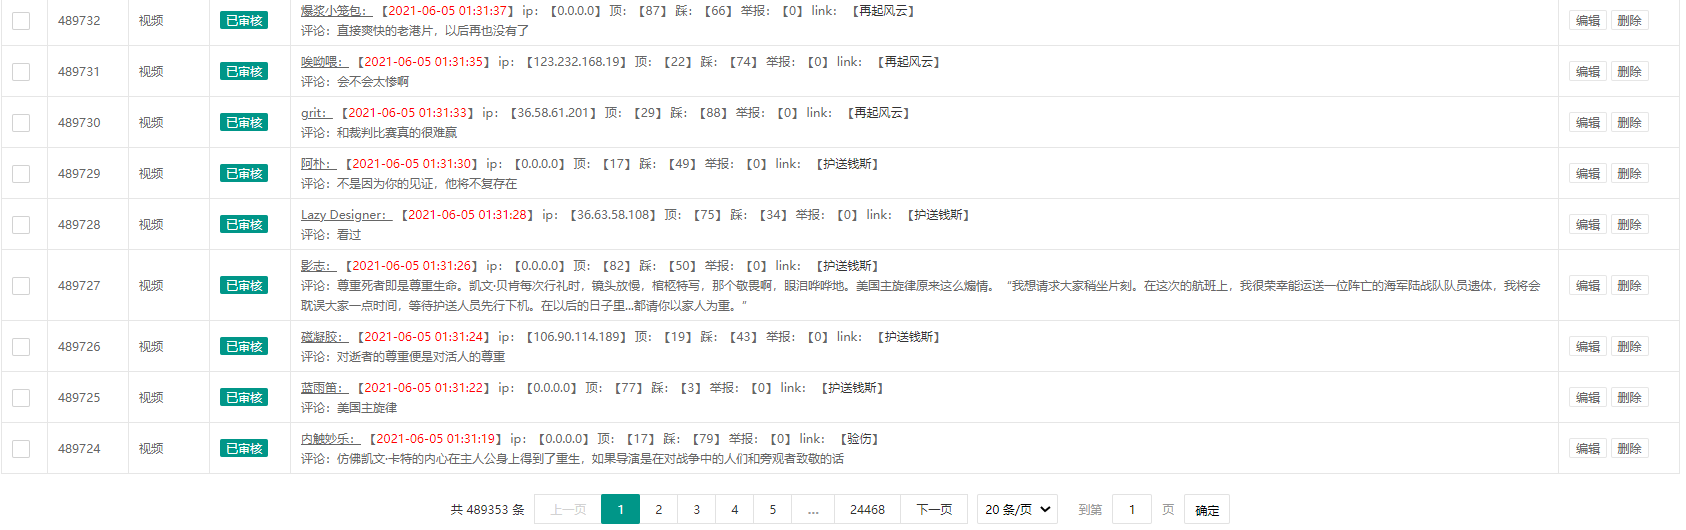 489732 视频 已审核 爆浆小笼包： 【2021-06-05 01:31:37】 ip: 【0.0.0.0】 顶: 【87】 踩: 【66】 举报: 【0】 link: 【再起风云】 编辑 删除
评论：直接爽快的老港片，以后再也没有了
489731 视频 已审核 唉呦喂： 【2021-06-05 01:31:35】 ip: 【123.232.168.19】 顶: 【22】 踩: 【74】 举报: 【0】 link: 【再起风云】 编辑 删除
评论：会不会太惨啊
489730 视频 已审核 grit： 【2021-06-05 01:31:33】 ip: 【36.58.61.201】 顶: 【29】 踩: 【88】 举报: 【0】 link: 【再起风云】 编辑 删除
评论：和裁判比赛真的很难赢
489729 视频 已审核 阿朴： 【2021-06-05 01:31:30】 ip: 【0.0.0.0】 顶: 【17】 踩: 【49】 举报: 【0】 link: 【护送钱斯】 编辑 删除
评论：不是因为你的见证，他将不复存在
489728 视频 已审核 Lazy Designer： 【2021-06-05 01:31:28】 ip: 【36.63.58.108】 顶: 【75】 踩: 【34】 举报: 【0】 link: 【护送钱斯】 编辑 删除
评论：看过
489727 视频 已审核 影志： 【2021-06-05 01:31:26】 ip: 【0.0.0.0】 顶: 【82】 踩: 【50】 举报: 【0】 link: 【护送钱斯】 编辑 删除
评论：尊重死者即是尊重生命。凯文·贝肯每次行礼时，镜头放慢，棺柩特写，那个敬畏啊，眼泪哗哗地。美国主旋律原来这么煽情。“我想请求大家稍坐片刻。在这次的航班上，我很荣幸能运送一位阵亡的海军陆战队队员遗体，我将会
耽误大家一点时间，等待护送人员先行下机。在以后的日子里...都请你以家人为重。”
489726 视频 已审核 磁凝胶： 【2021-06-05 01:31:24】 ip: 【106.90.114.189】 顶: 【19】 踩: 【43】 举报: 【0】 link: 【护送钱斯】 编辑 删除
评论：对逝者的尊重便是对活人的尊重
489725 视频 已审核 蓝雨笛： 【2021-06-05 01:31:22】 ip: 【0.0.0.0】 顶: 【77】 踩: 【3】 举报: 【0】 link: 【护送钱斯】 编辑 删除
评论：美国主旋律
489724 视频 已审核 内触妙乐： 【2021-06-05 01:31:19】 ip: 【0.0.0.0】 顶: 【17】 踩: 【79】 举报: 【0】 link: 【验伤】 编辑 删除
评论：仿佛凯文·卡特的内心在主人公身上得到了重生，如果导演是在对战争中的人们和旁观者致敬的话
共 489353 条 上一页 1 2 3 4 5 ... 24468 下一页 20 条/页 到第 1 页 确定